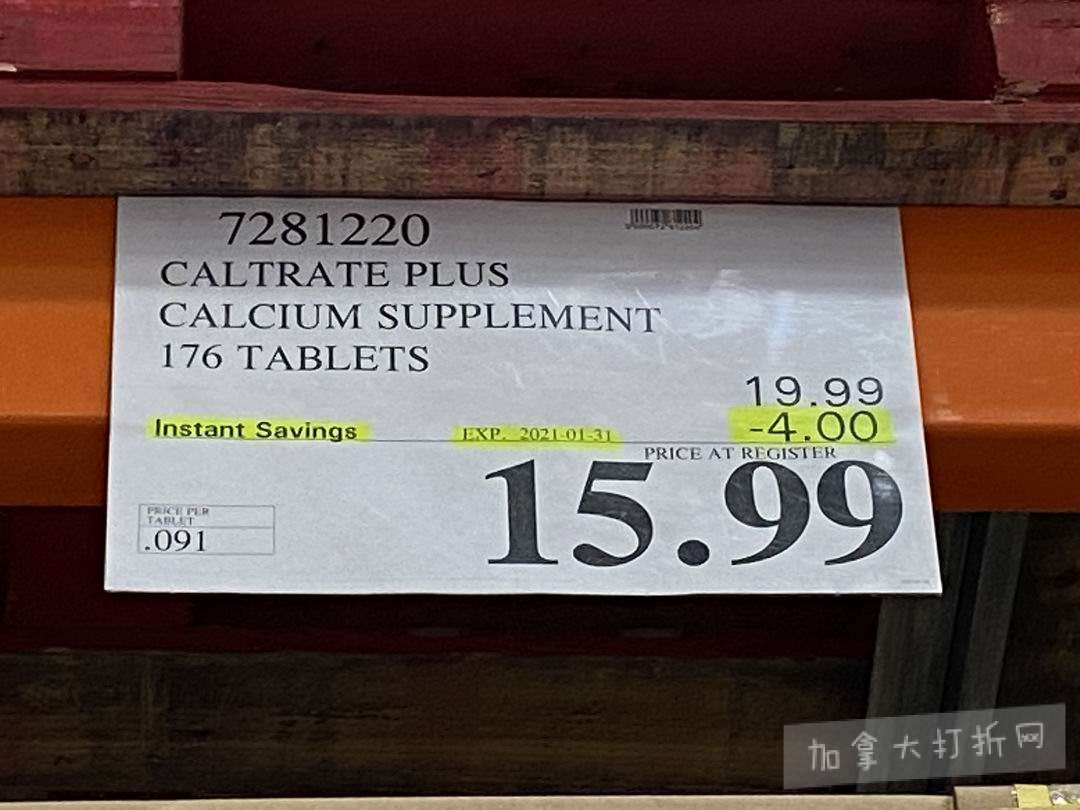 7281220
CALTRATE PLUS
CALCIUM SUPPLEMENT
176 TABLETS
19.99
Instant Savings EXP. 2021-01-31 -4.00
PRICE AT REGISTER
15.99
PRICE PER
TABLET
.091
加拿大打折网